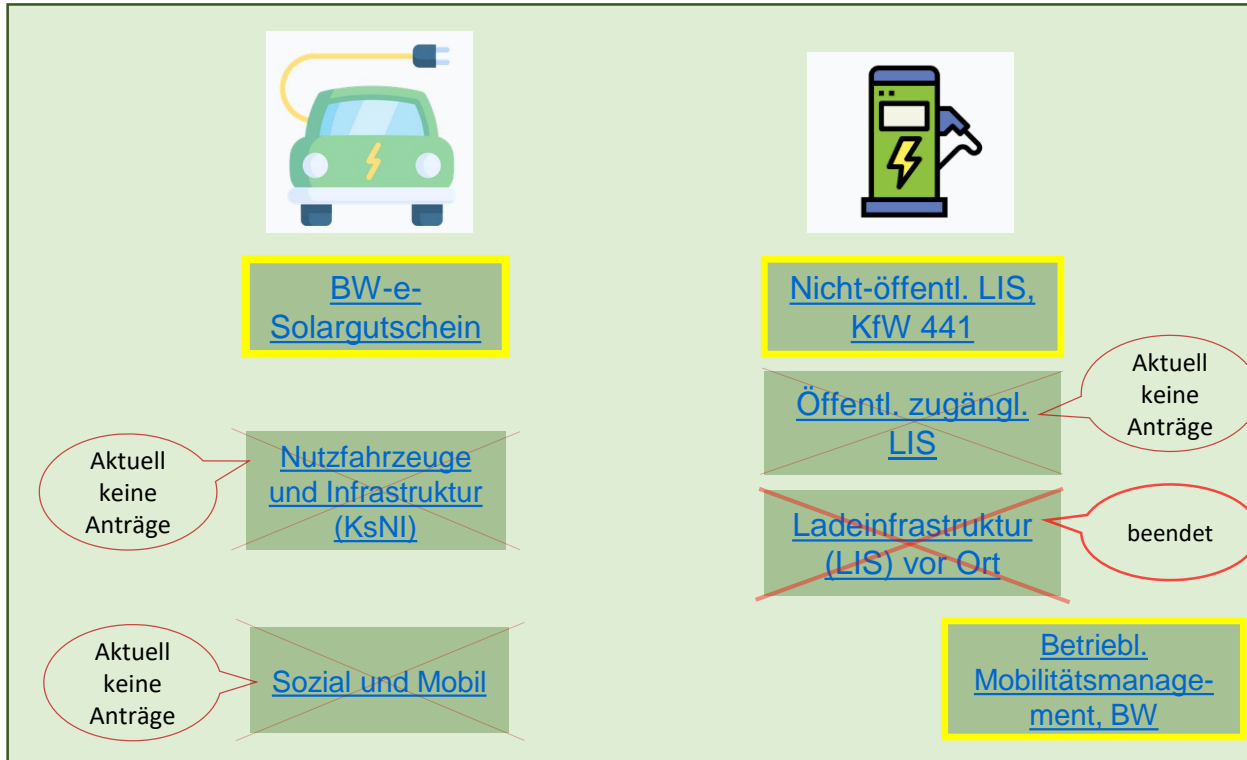 BW-e-
Solargutschein
Nicht-öffentl. LIS,
KfW 441
Öffentl. zugängl.
LIS
Aktuell
keine
Anträge
Aktuell
keine
Anträge
Nutzfahrzeuge
und Infrastruktur
(KsNI)
Ladeinfrastruktur
(LIS) vor Ort
beendet
Aktuell
keine
Anträge
Sozial und Mobil
Betriebl.
Mobilitätsmanage-
ment, BW